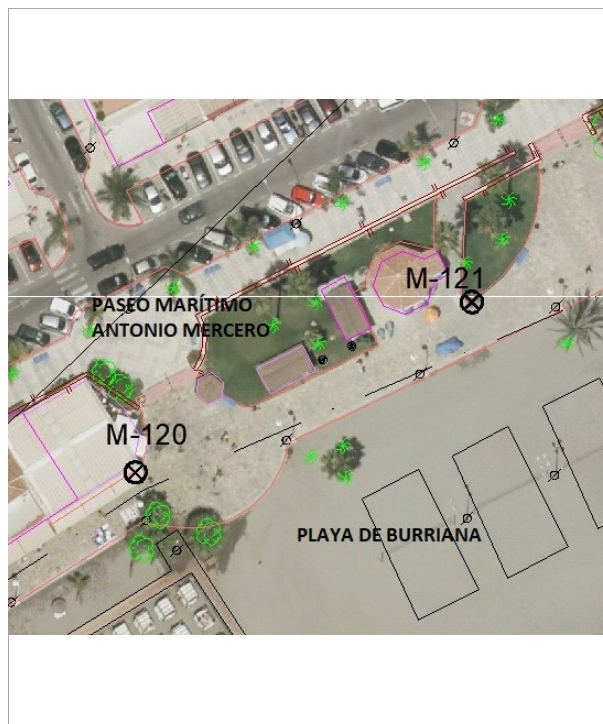 M-121
PASEO MARÍTIMO
ANTONIO MERCERO
M-120
PLAYA DE BURRIANA